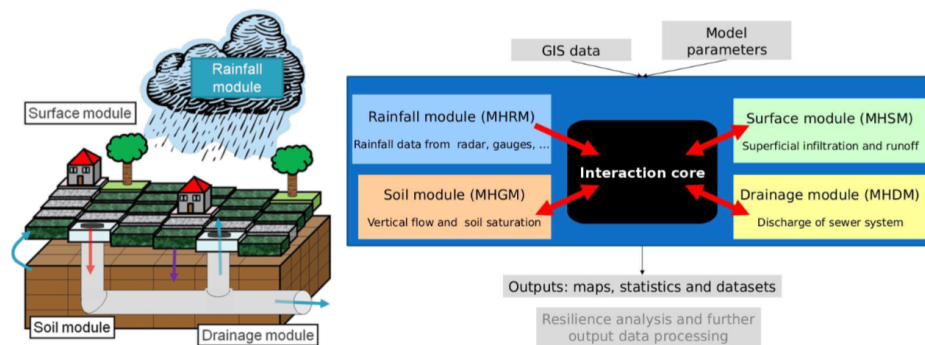 Rainfall
module
Surface module
Soil module
Drainage module
GIS data
Model
parameters
Rainfall module (MHRM)
Rainfall data from radar, gauges, ...
Surface module (MHSM)
Superficial infiltration and runoff
Interaction core
Soil module (MHGM)
Vertical flow and soil saturation
Drainage module (MHDM)
Discharge of sewer system
Outputs: maps, statistics and datasets
Resilience analysis and further
output data processing